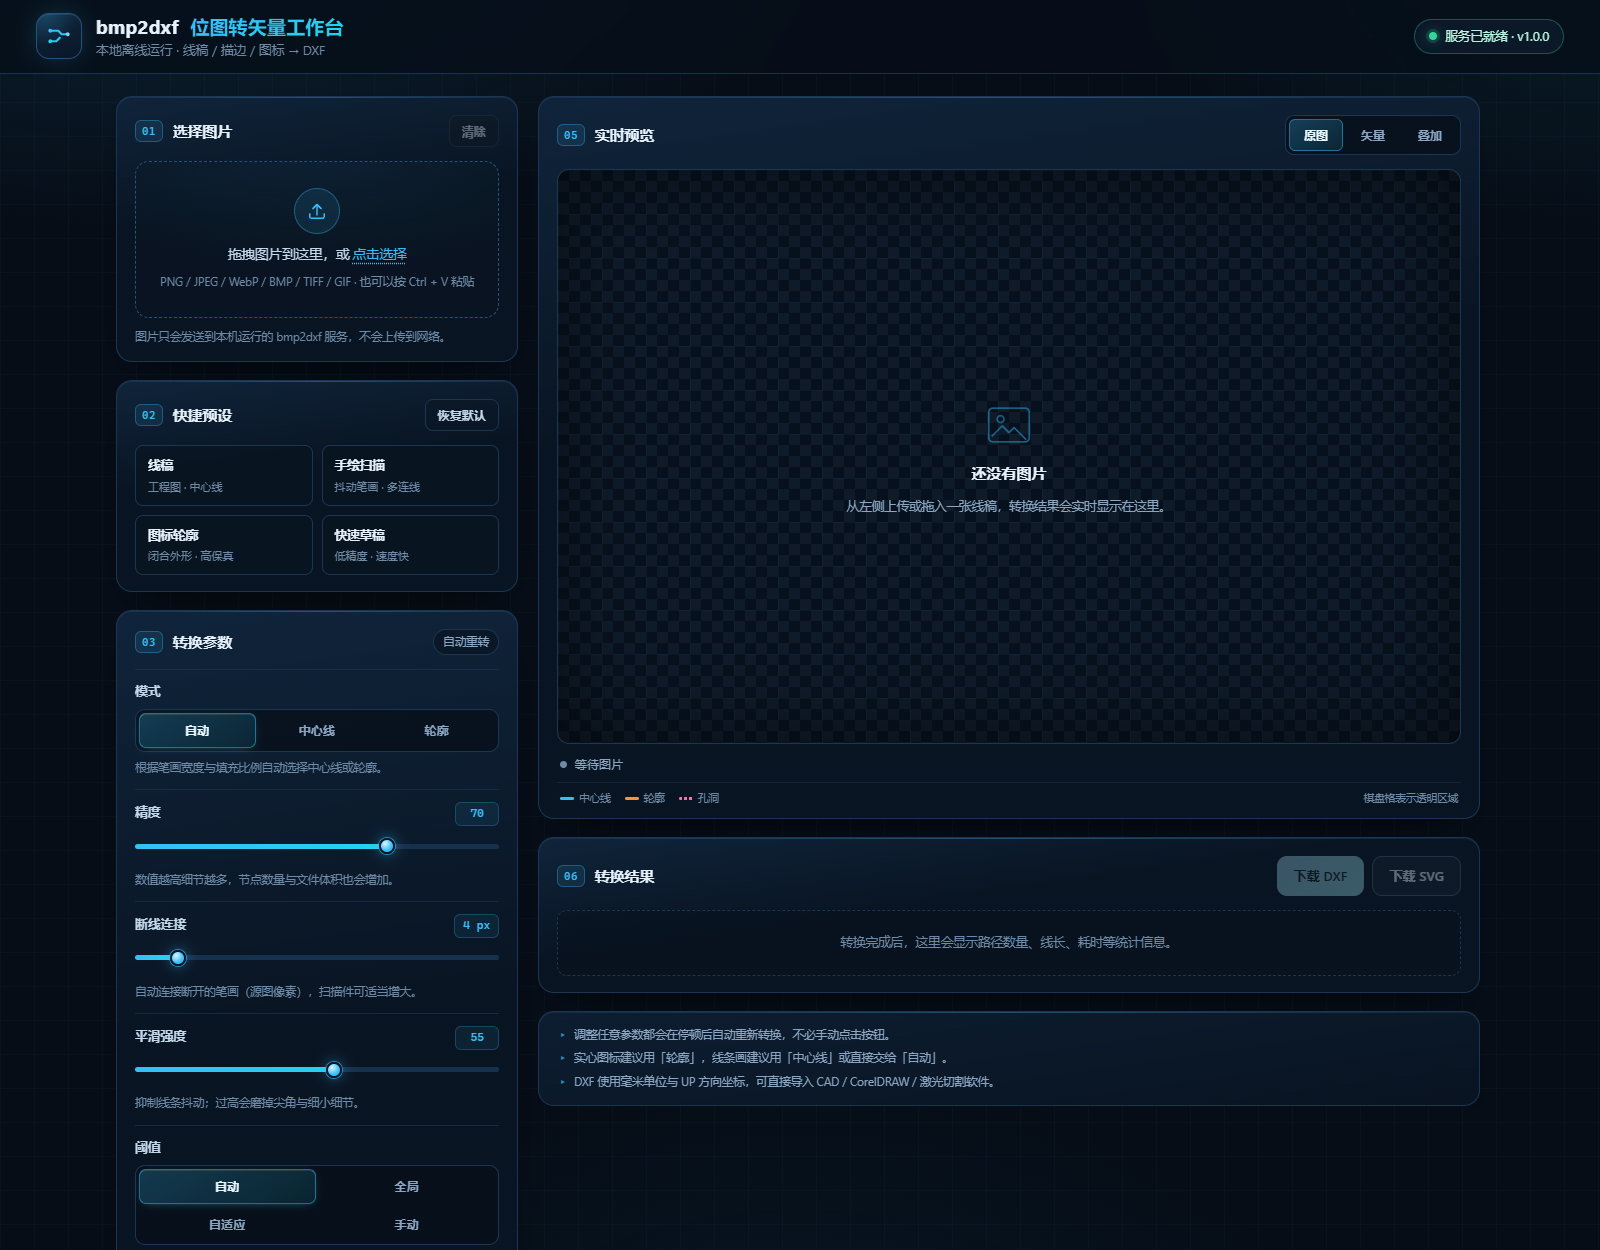 bmp2dxf 位图转矢量工作台
本地离线运行 · 线稿 / 描边 / 图标 → DXF
服务已就绪 · v1.0.0
01 选择图片
清除
拖拽图片到这里，或 点击选择
PNG / JPEG / WebP / BMP / TIFF / GIF · 也可以按 Ctrl + V 粘贴
图片只会发送到本机运行的 bmp2dxf 服务，不会上传到网络。
02 快捷预设
恢复默认
线稿
工程图 · 中心线
手绘扫描
抖动笔画 · 多连线
图标轮廓
闭合外形 · 高保真
快速草稿
低精度 · 速度快
03 转换参数
自动重转
模式
自动 中心线 轮廓
根据笔画宽度与填充比例自动选择中心线或轮廓。
精度 70
数值越高细节越多，节点数量与文件体积也会增加。
断线连接 4 px
自动连接断开的笔画（源图像素），扫描件可适当增大。
平滑强度 55
抑制线条抖动；过高会磨掉尖角与细小细节。
阈值
自动 全局
自适应 手动
05 实时预览
原图 矢量 叠加
还没有图片
从左侧上传或拖入一张线稿，转换结果会实时显示在这里。
等待图片
中心线 轮廓 孔洞
棋盘格表示透明区域
06 转换结果
下载 DXF 下载 SVG
转换完成后，这里会显示路径数量、线长、耗时等统计信息。
▸ 调整任意参数都会在停顿后自动重新转换，不必手动点击按钮。
▸ 实心图标建议用「轮廓」，线条画建议用「中心线」或直接交给「自动」。
▸ DXF 使用毫米单位与 UP 方向坐标，可直接导入 CAD / CorelDRAW / 激光切割软件。